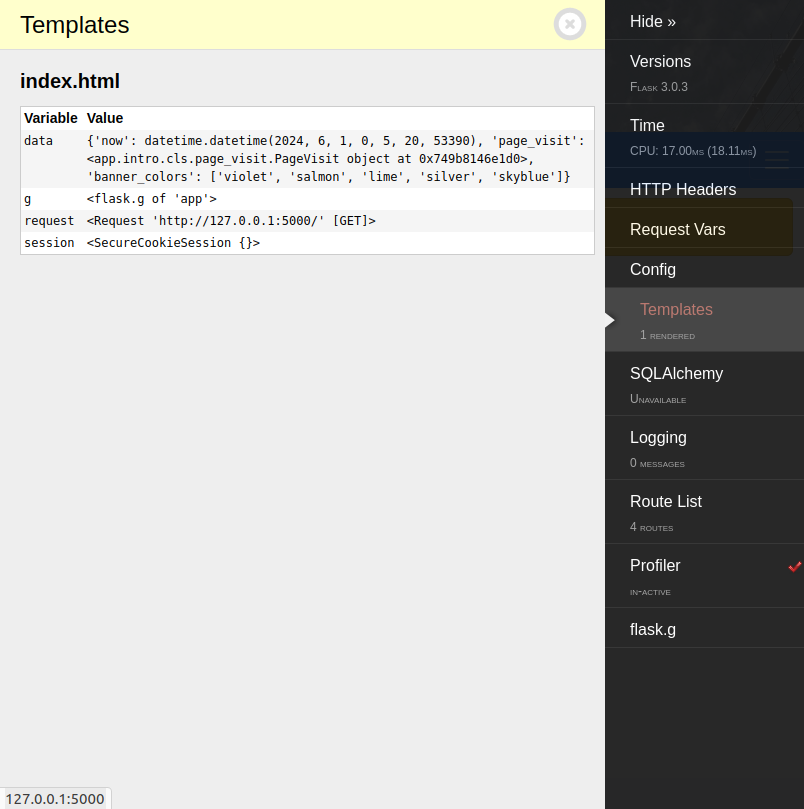 Templates
index.html
Variable Value
data {'now': datetime.datetime(2024, 6, 1, 0, 5, 20, 53390), 'page_visit':
<app.intro.cls.page_visit.PageVisit object at 0x749b8146e1d0>,
'banner_colors': ['violet', 'salmon', 'lime', 'silver', 'skyblue']}
g <flask.g of 'app'>
request <Request 'http://127.0.0.1:5000/' [GET]>
session <SecureCookieSession {}>
127.0.0.1:5000
Hide »
Versions
Flask 3.0.3
Time
CPU: 17.00ms (18.11ms)
HTTP Headers
Request Vars
Config
Templates
1 rendered
SQLAlchemy
Unavailable
Logging
0 messages
Route List
4 routes
Profiler
in-active
flask.g